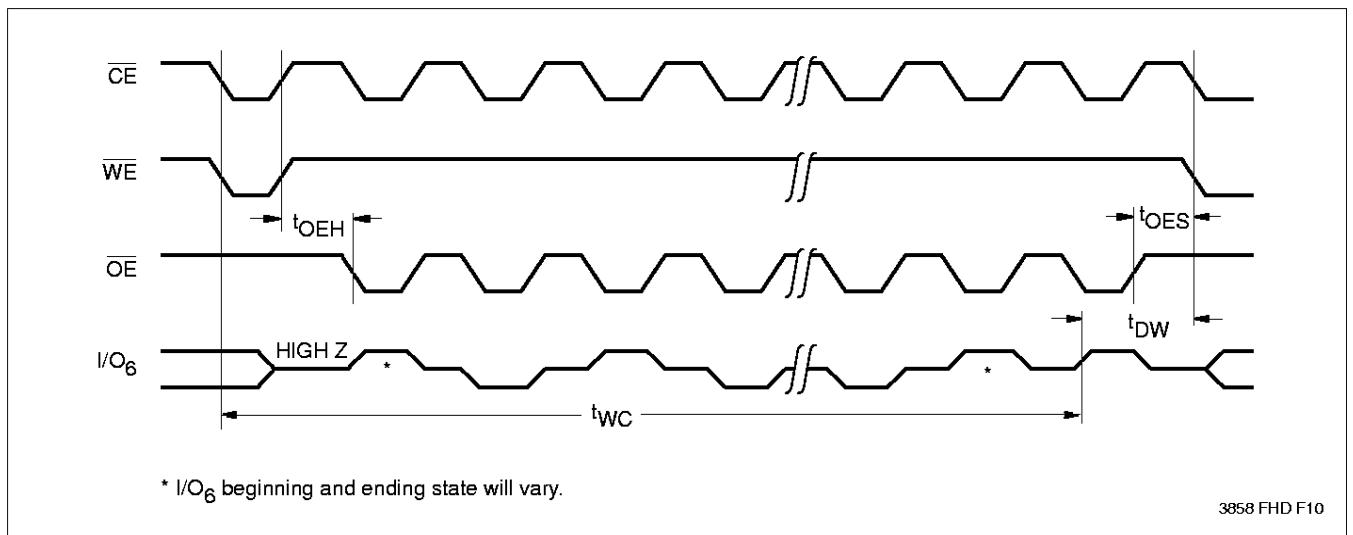 CE
WE
tOEH
tOES
OE
tDW
I/O6
HIGH Z
*
*
tWC
* I/O6 beginning and ending state will vary.
3858 FHD F10